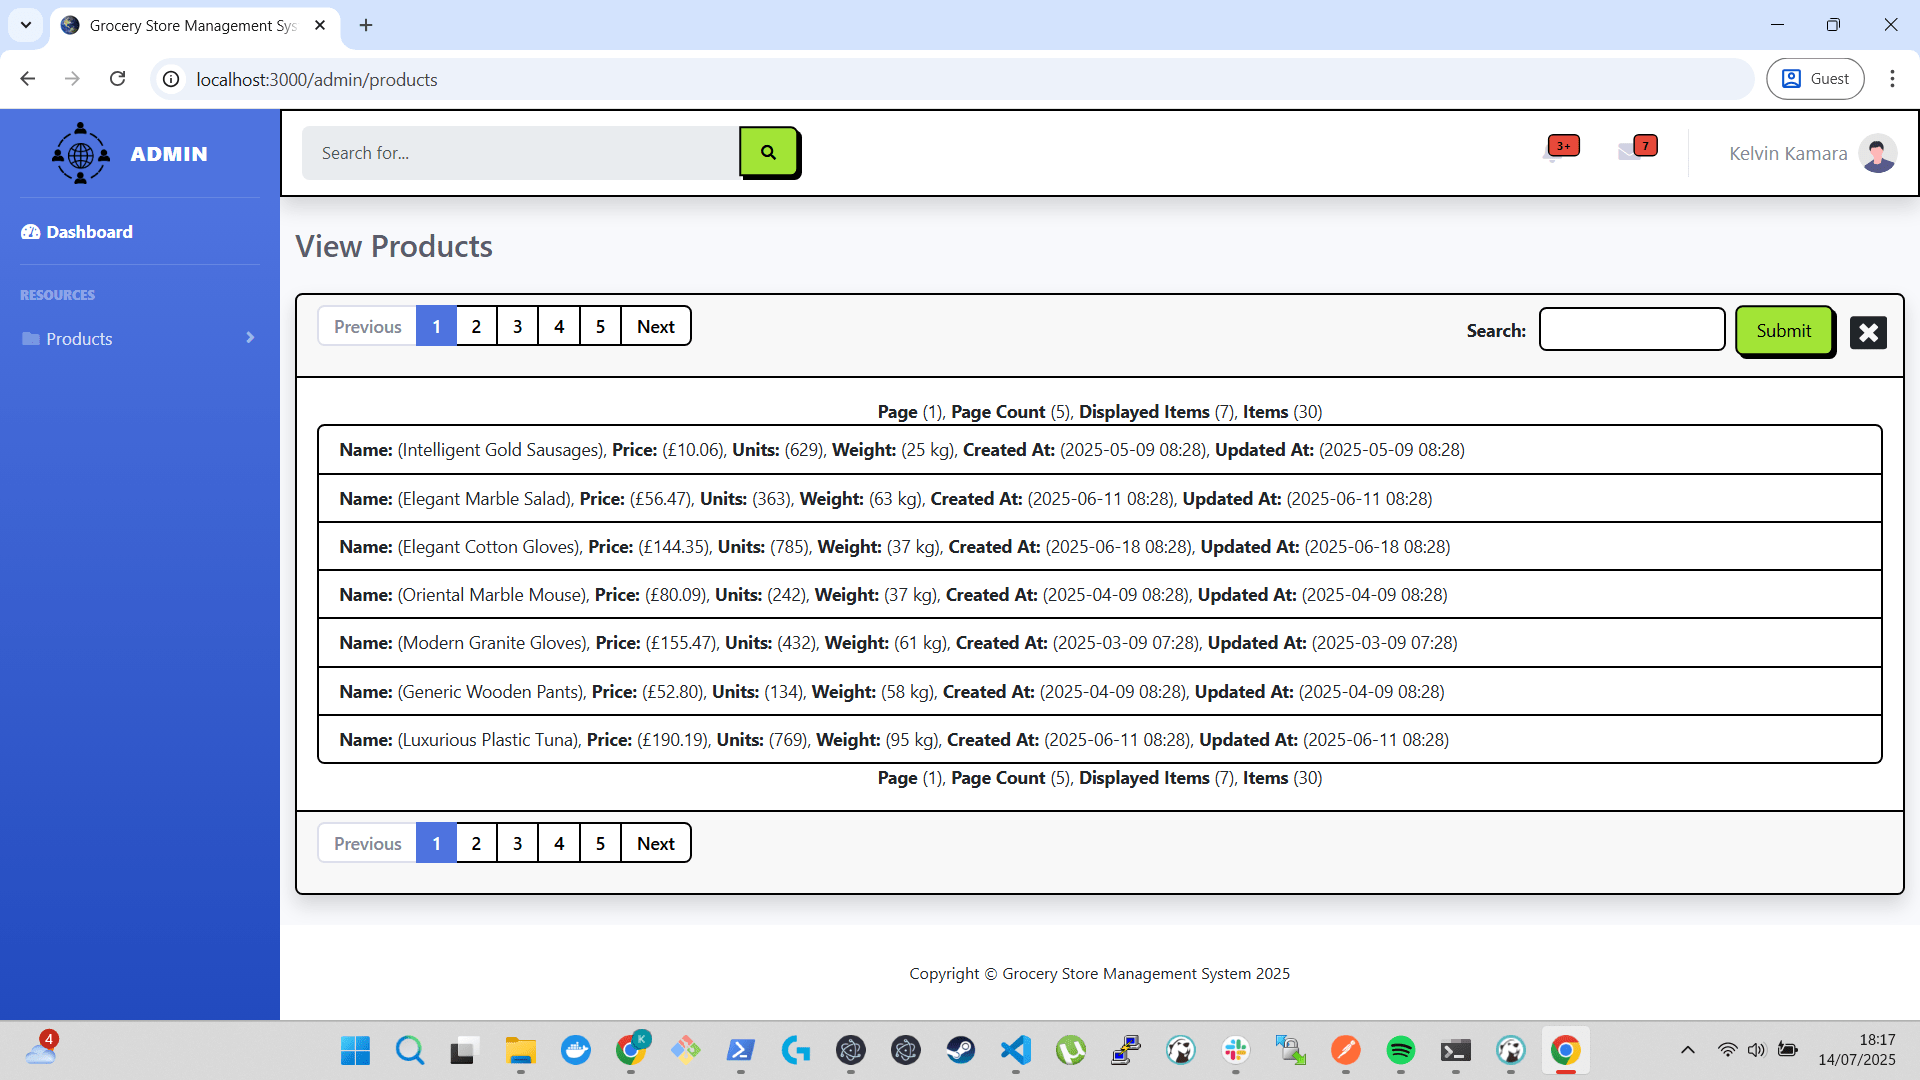 Grocery Store Management Sys
localhost:3000/admin/products
Guest
ADMIN
Search for...
3+
7
Kelvin Kamara
Dashboard
RESOURCES
Products
View Products
Previous 1 2 3 4 5 Next
Search: Submit
Page (1), Page Count (5), Displayed Items (7), Items (30)
Name: (Intelligent Gold Sausages), Price: (£10.06), Units: (629), Weight: (25 kg), Created At: (2025-05-09 08:28), Updated At: (2025-05-09 08:28)
Name: (Elegant Marble Salad), Price: (£56.47), Units: (363), Weight: (63 kg), Created At: (2025-06-11 08:28), Updated At: (2025-06-11 08:28)
Name: (Elegant Cotton Gloves), Price: (£144.35), Units: (785), Weight: (37 kg), Created At: (2025-06-18 08:28), Updated At: (2025-06-18 08:28)
Name: (Oriental Marble Mouse), Price: (£80.09), Units: (242), Weight: (37 kg), Created At: (2025-04-09 08:28), Updated At: (2025-04-09 08:28)
Name: (Modern Granite Gloves), Price: (£155.47), Units: (432), Weight: (61 kg), Created At: (2025-03-09 07:28), Updated At: (2025-03-09 07:28)
Name: (Generic Wooden Pants), Price: (£52.80), Units: (134), Weight: (58 kg), Created At: (2025-04-09 08:28), Updated At: (2025-04-09 08:28)
Name: (Luxurious Plastic Tuna), Price: (£190.19), Units: (769), Weight: (95 kg), Created At: (2025-06-11 08:28), Updated At: (2025-06-11 08:28)
Page (1), Page Count (5), Displayed Items (7), Items (30)
Previous 1 2 3 4 5 Next
Copyright © Grocery Store Management System 2025
4
K
18:17
14/07/2025